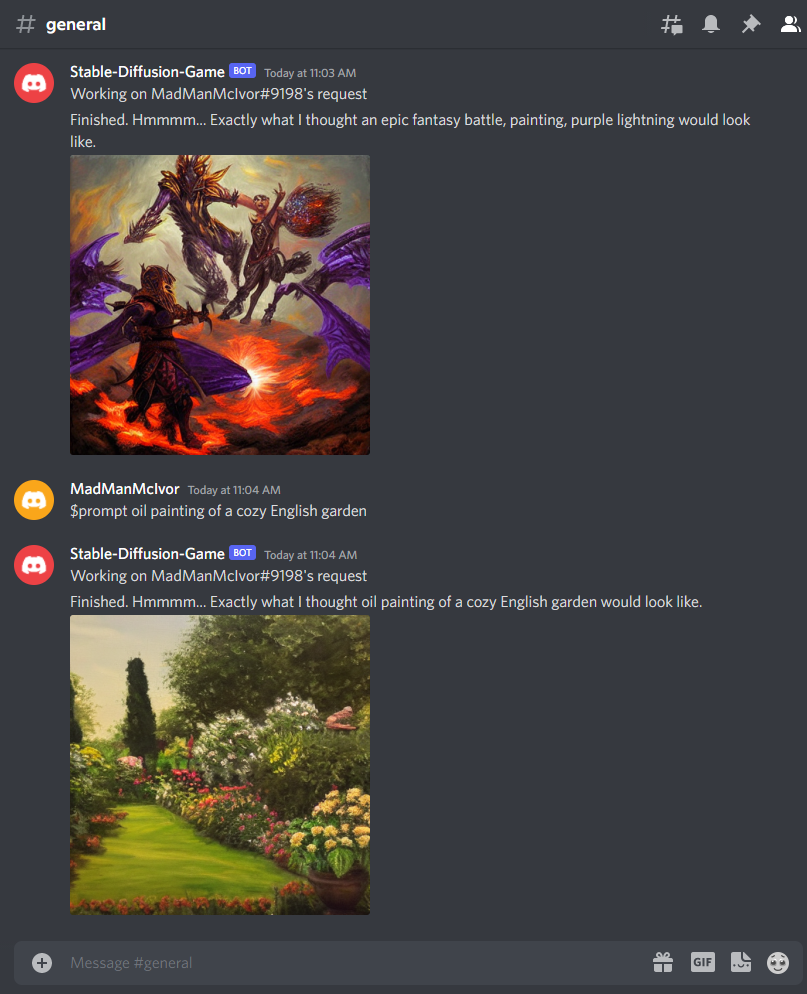 # general
Stable-Diffusion-Game BOT Today at 11:03 AM
Working on MadManMcIvor#9198's request
Finished. Hmmmm... Exactly what I thought an epic fantasy battle, painting, purple lightning would look
like.
MadManMcIvor Today at 11:04 AM
$prompt oil painting of a cozy English garden
Stable-Diffusion-Game BOT Today at 11:04 AM
Working on MadManMcIvor#9198's request
Finished. Hmmmm... Exactly what I thought oil painting of a cozy English garden would look like.
Message #general
GIF